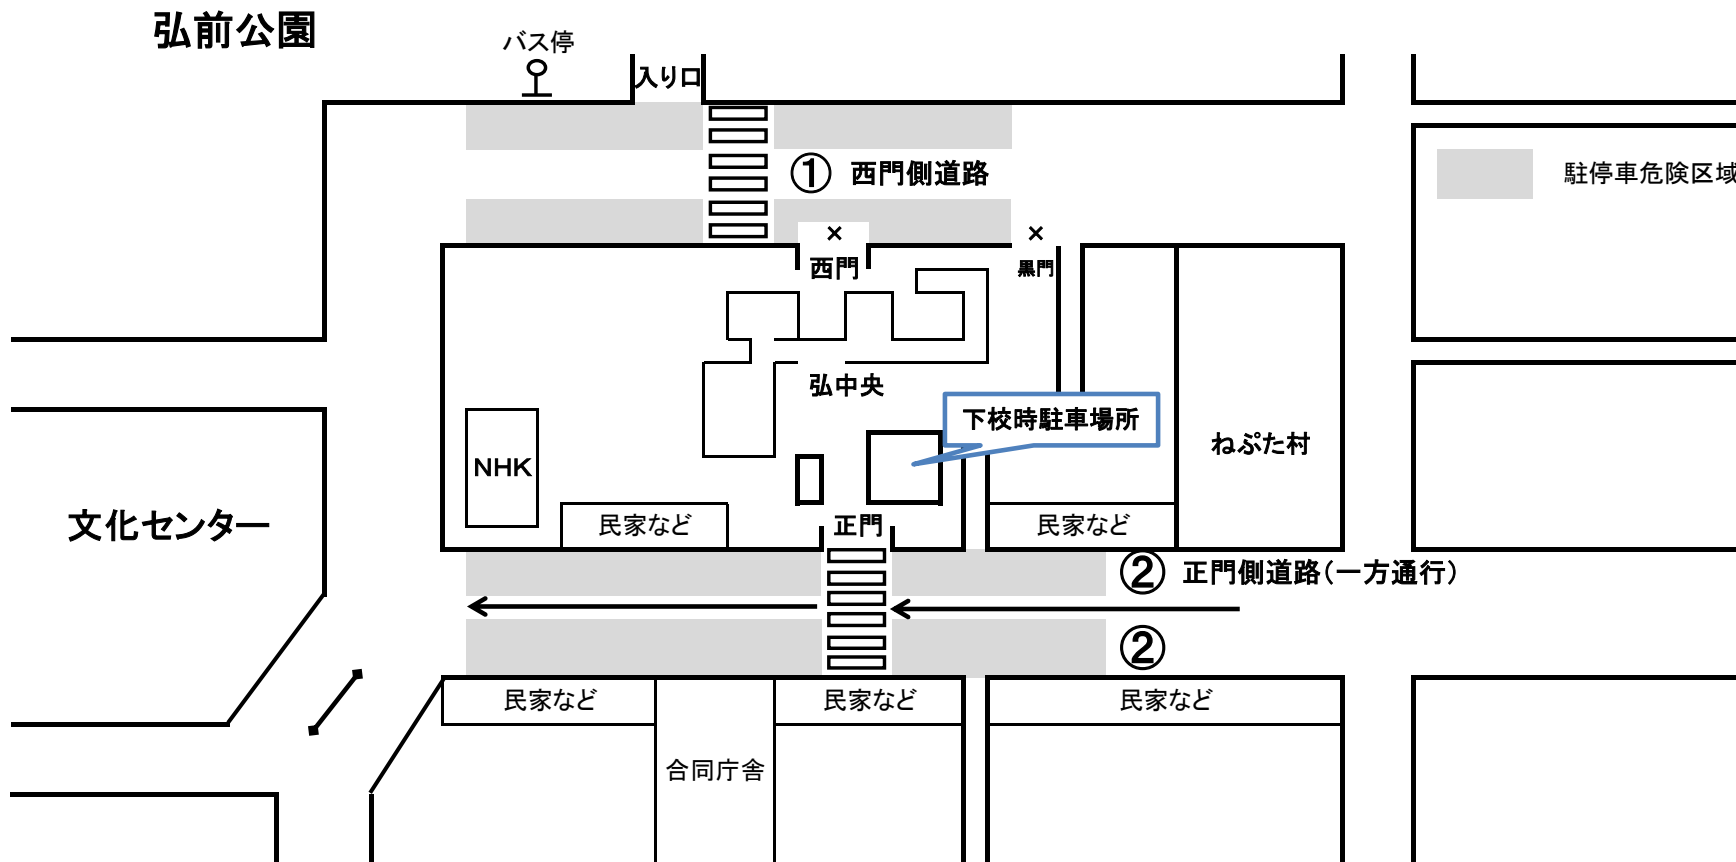 弘前公園
バス停
入り口
① 西門側道路
駐停車危険区域
×
×
西門
黒門
弘中央
下校時駐車場所
ねぷた村
NHK
文化センター
民家など
正門
民家など
② 正門側道路(一方通行)
②
民家など
民家など
民家など
合同庁舎